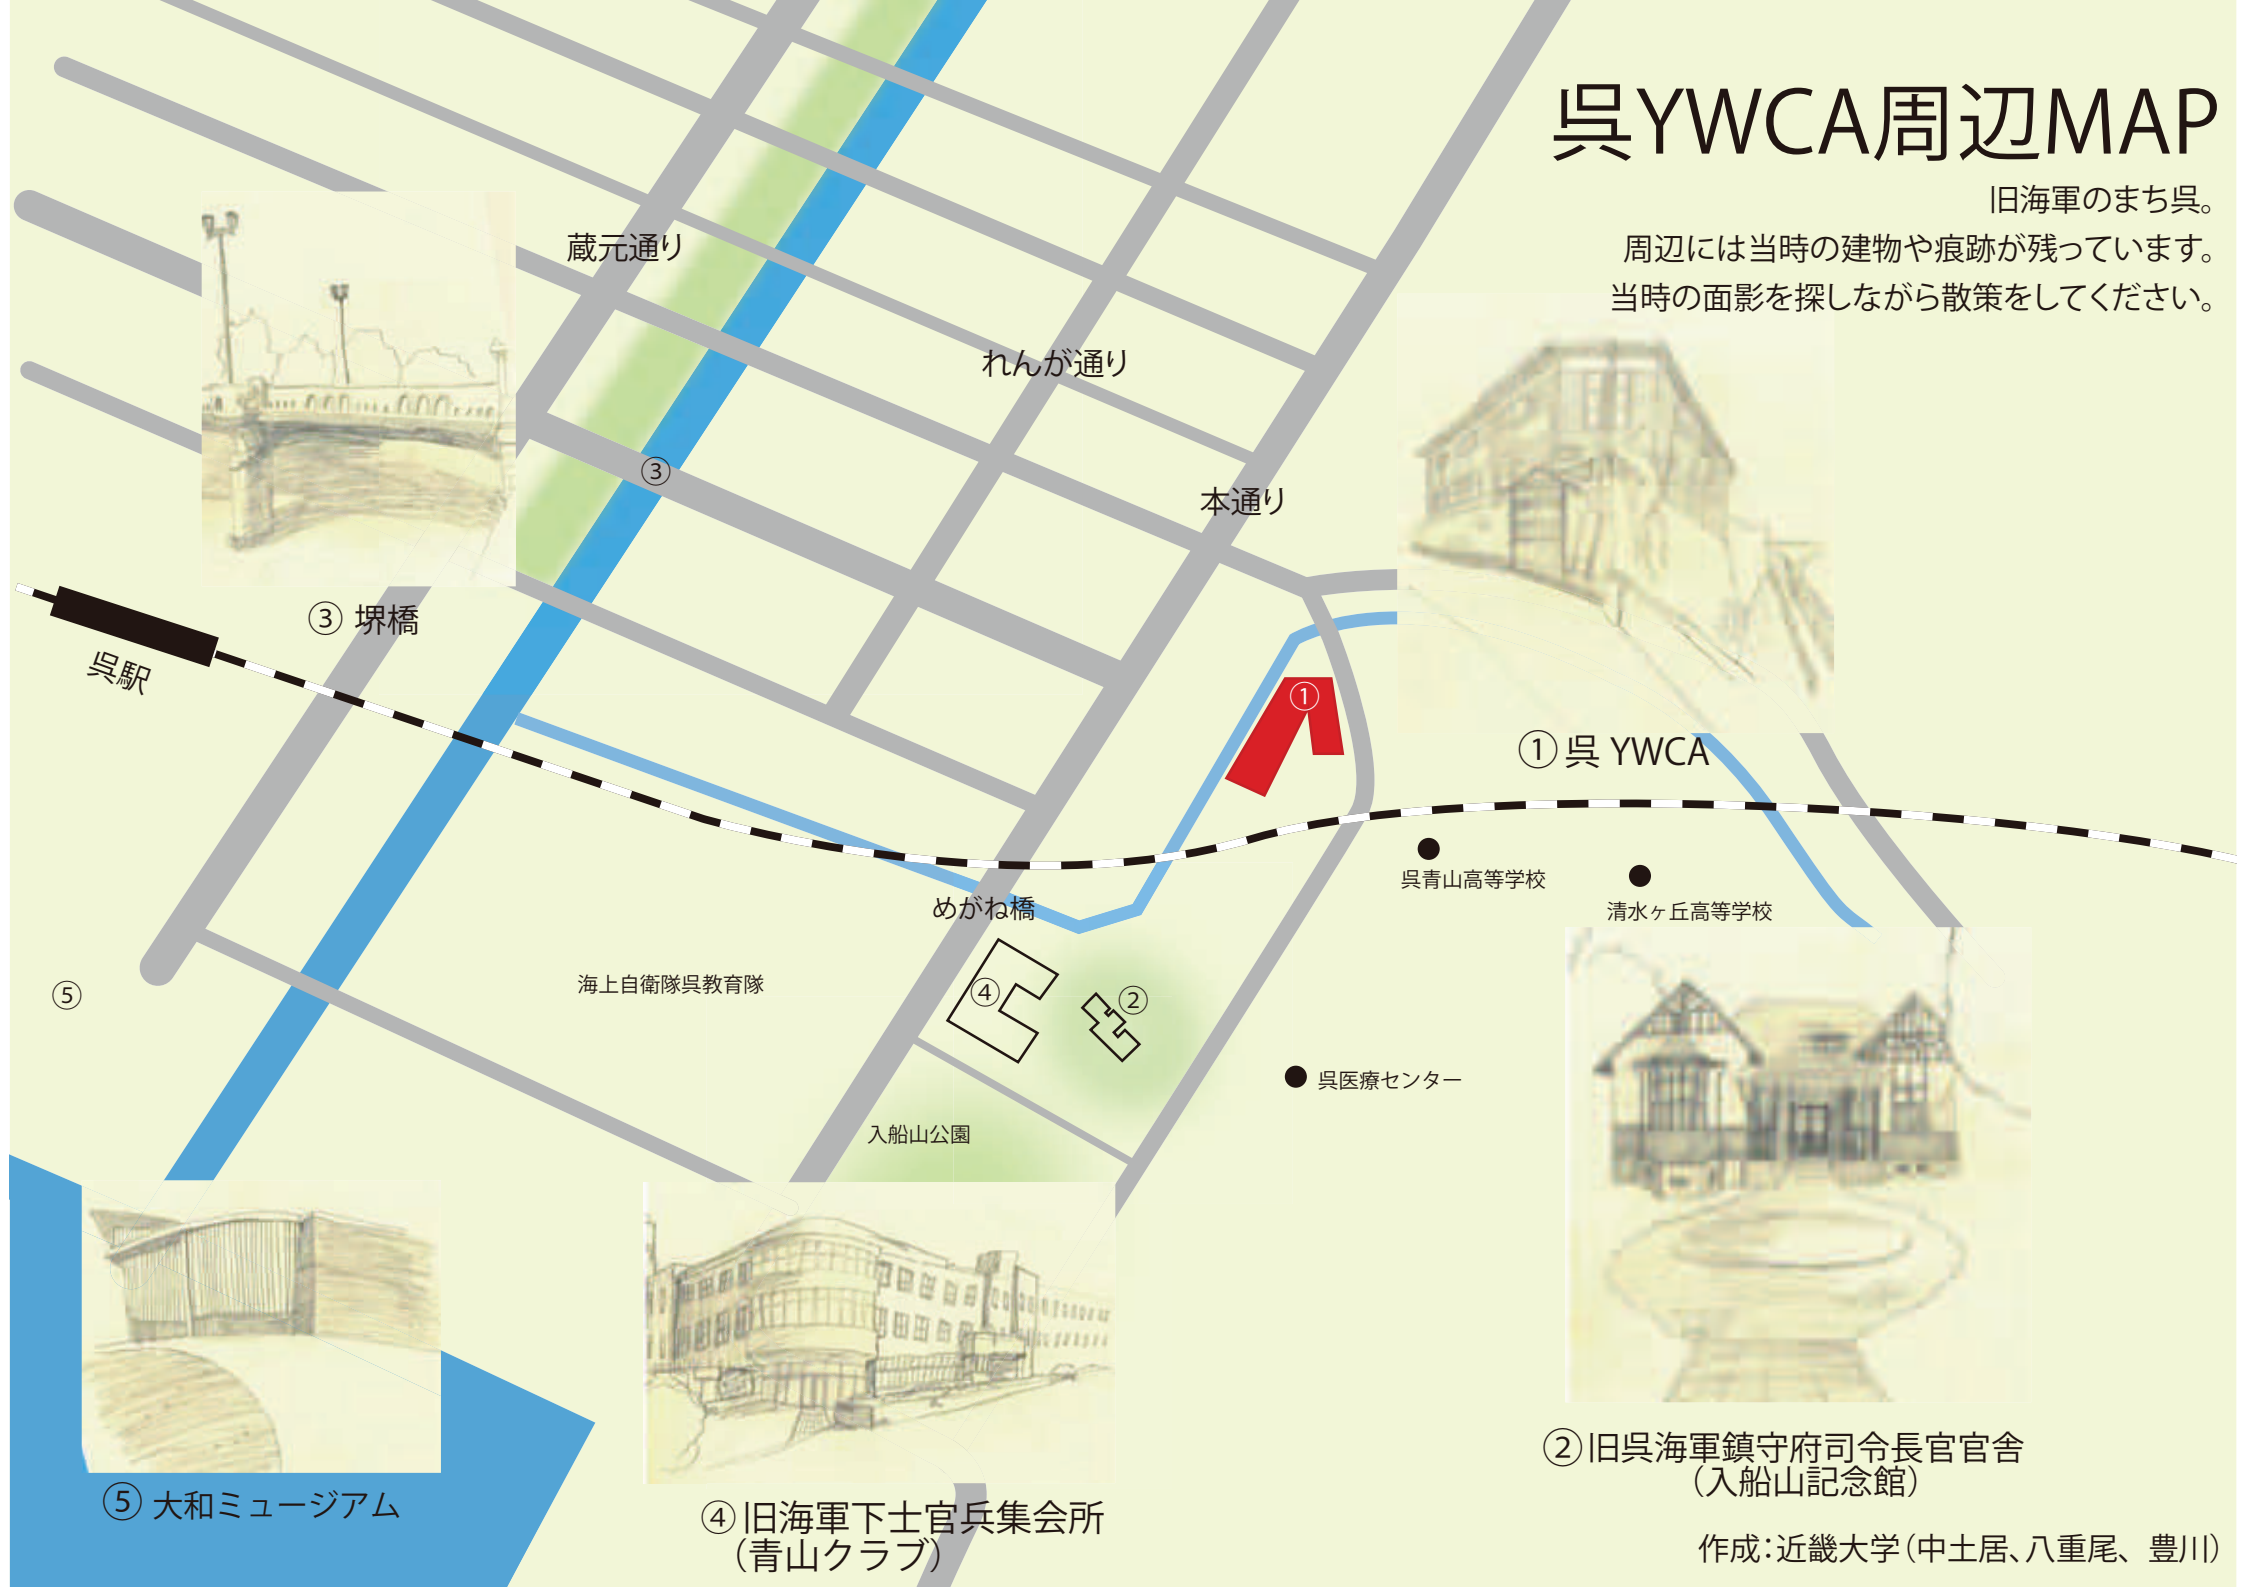 呉YWCA周辺MAP
旧海軍のまち呉。
周辺には当時の建物や痕跡が残っています。
当時の面影を探しながら散策をしてください。
蔵元通り
れんが通り
③
本通り
③ 堺橋
呉駅
①
① 呉 YWCA
呉青山高等学校
清水ヶ丘高等学校
めがね橋
海上自衛隊呉教育隊
④
②
⑤
呉医療センター
入船山公園
②旧呉海軍鎮守府司令長官官舎
（入船山記念館）
⑤ 大和ミュージアム
④旧海軍下士官兵集会所
（青山クラブ）
作成：近畿大学（中土居、八重尾、豊川）